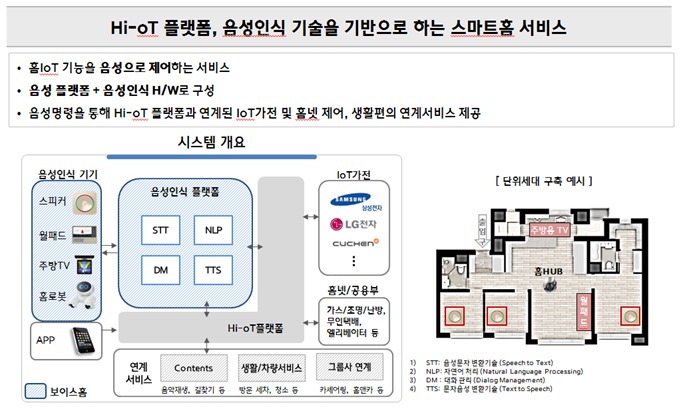 Hi-oT 플랫폼, 음성인식 기술을 기반으로 하는 스마트홈 서비스
• 홈IoT 기능을 음성으로 제어하는 서비스
• 음성 플랫폼 + 음성인식 H/W로 구성
• 음성명령을 통해 Hi-oT 플랫폼과 연계된 IoT가전 및 홈넷 제어, 생활편의 연계서비스 제공
시스템 개요
음성인식 기기
스피커
월패드
주방TV
홈로봇
APP
음성인식 플랫폼
STT
NLP
DM
TTS
Hi-oT플랫폼
IoT가전
SAMSUNG
삼성전자
LG전자
CUCKEN
홈넷/공용부
가스/조명/난방,
무인택배,
엘리베이터 등
연계
서비스
Contents
음악재생, 길찾기 등
생활/차량서비스
방문 세차, 청소 등
그룹사 연계
카셰어링, 홈앤카 등
보이스홈
[ 단위세대 구축 예시 ]
출입
주방용 TV
홈HUB
월패드
1) STT: 음성문자 변환기술 (Speech to Text)
2) NLP: 자연어 처리 (Natural Language Processing)
3) DM : 대화 관리 (Dialog Management)
4) TTS : 문자음성 변환기술 (Text to Speech)